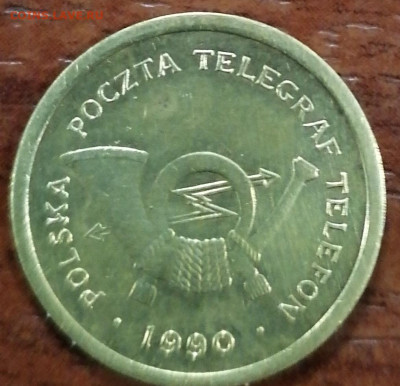 POLSKA POCZTA TELEGRAF TELEFON
· 1990 ·